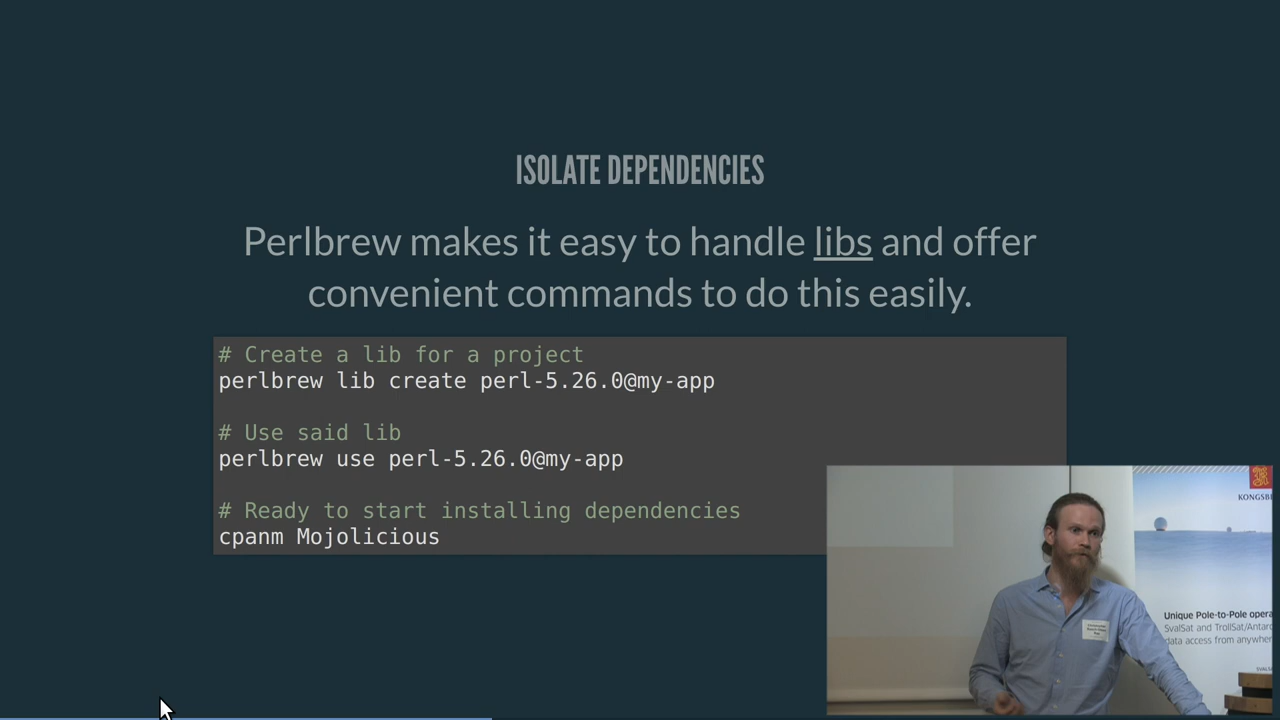 ISOLATE DEPENDENCIES
Perlbrew makes it easy to handle libs and offer
convenient commands to do this easily.
# Create a lib for a project
perlbrew lib create perl-5.26.0@my-app
# Use said lib
perlbrew use perl-5.26.0@my-app
# Ready to start installing dependencies
cpanm Mojolicious
KONGSB
Unique Pole-to-Pole opera
SvalSat and TrollSat/Antarc
data access from anywher